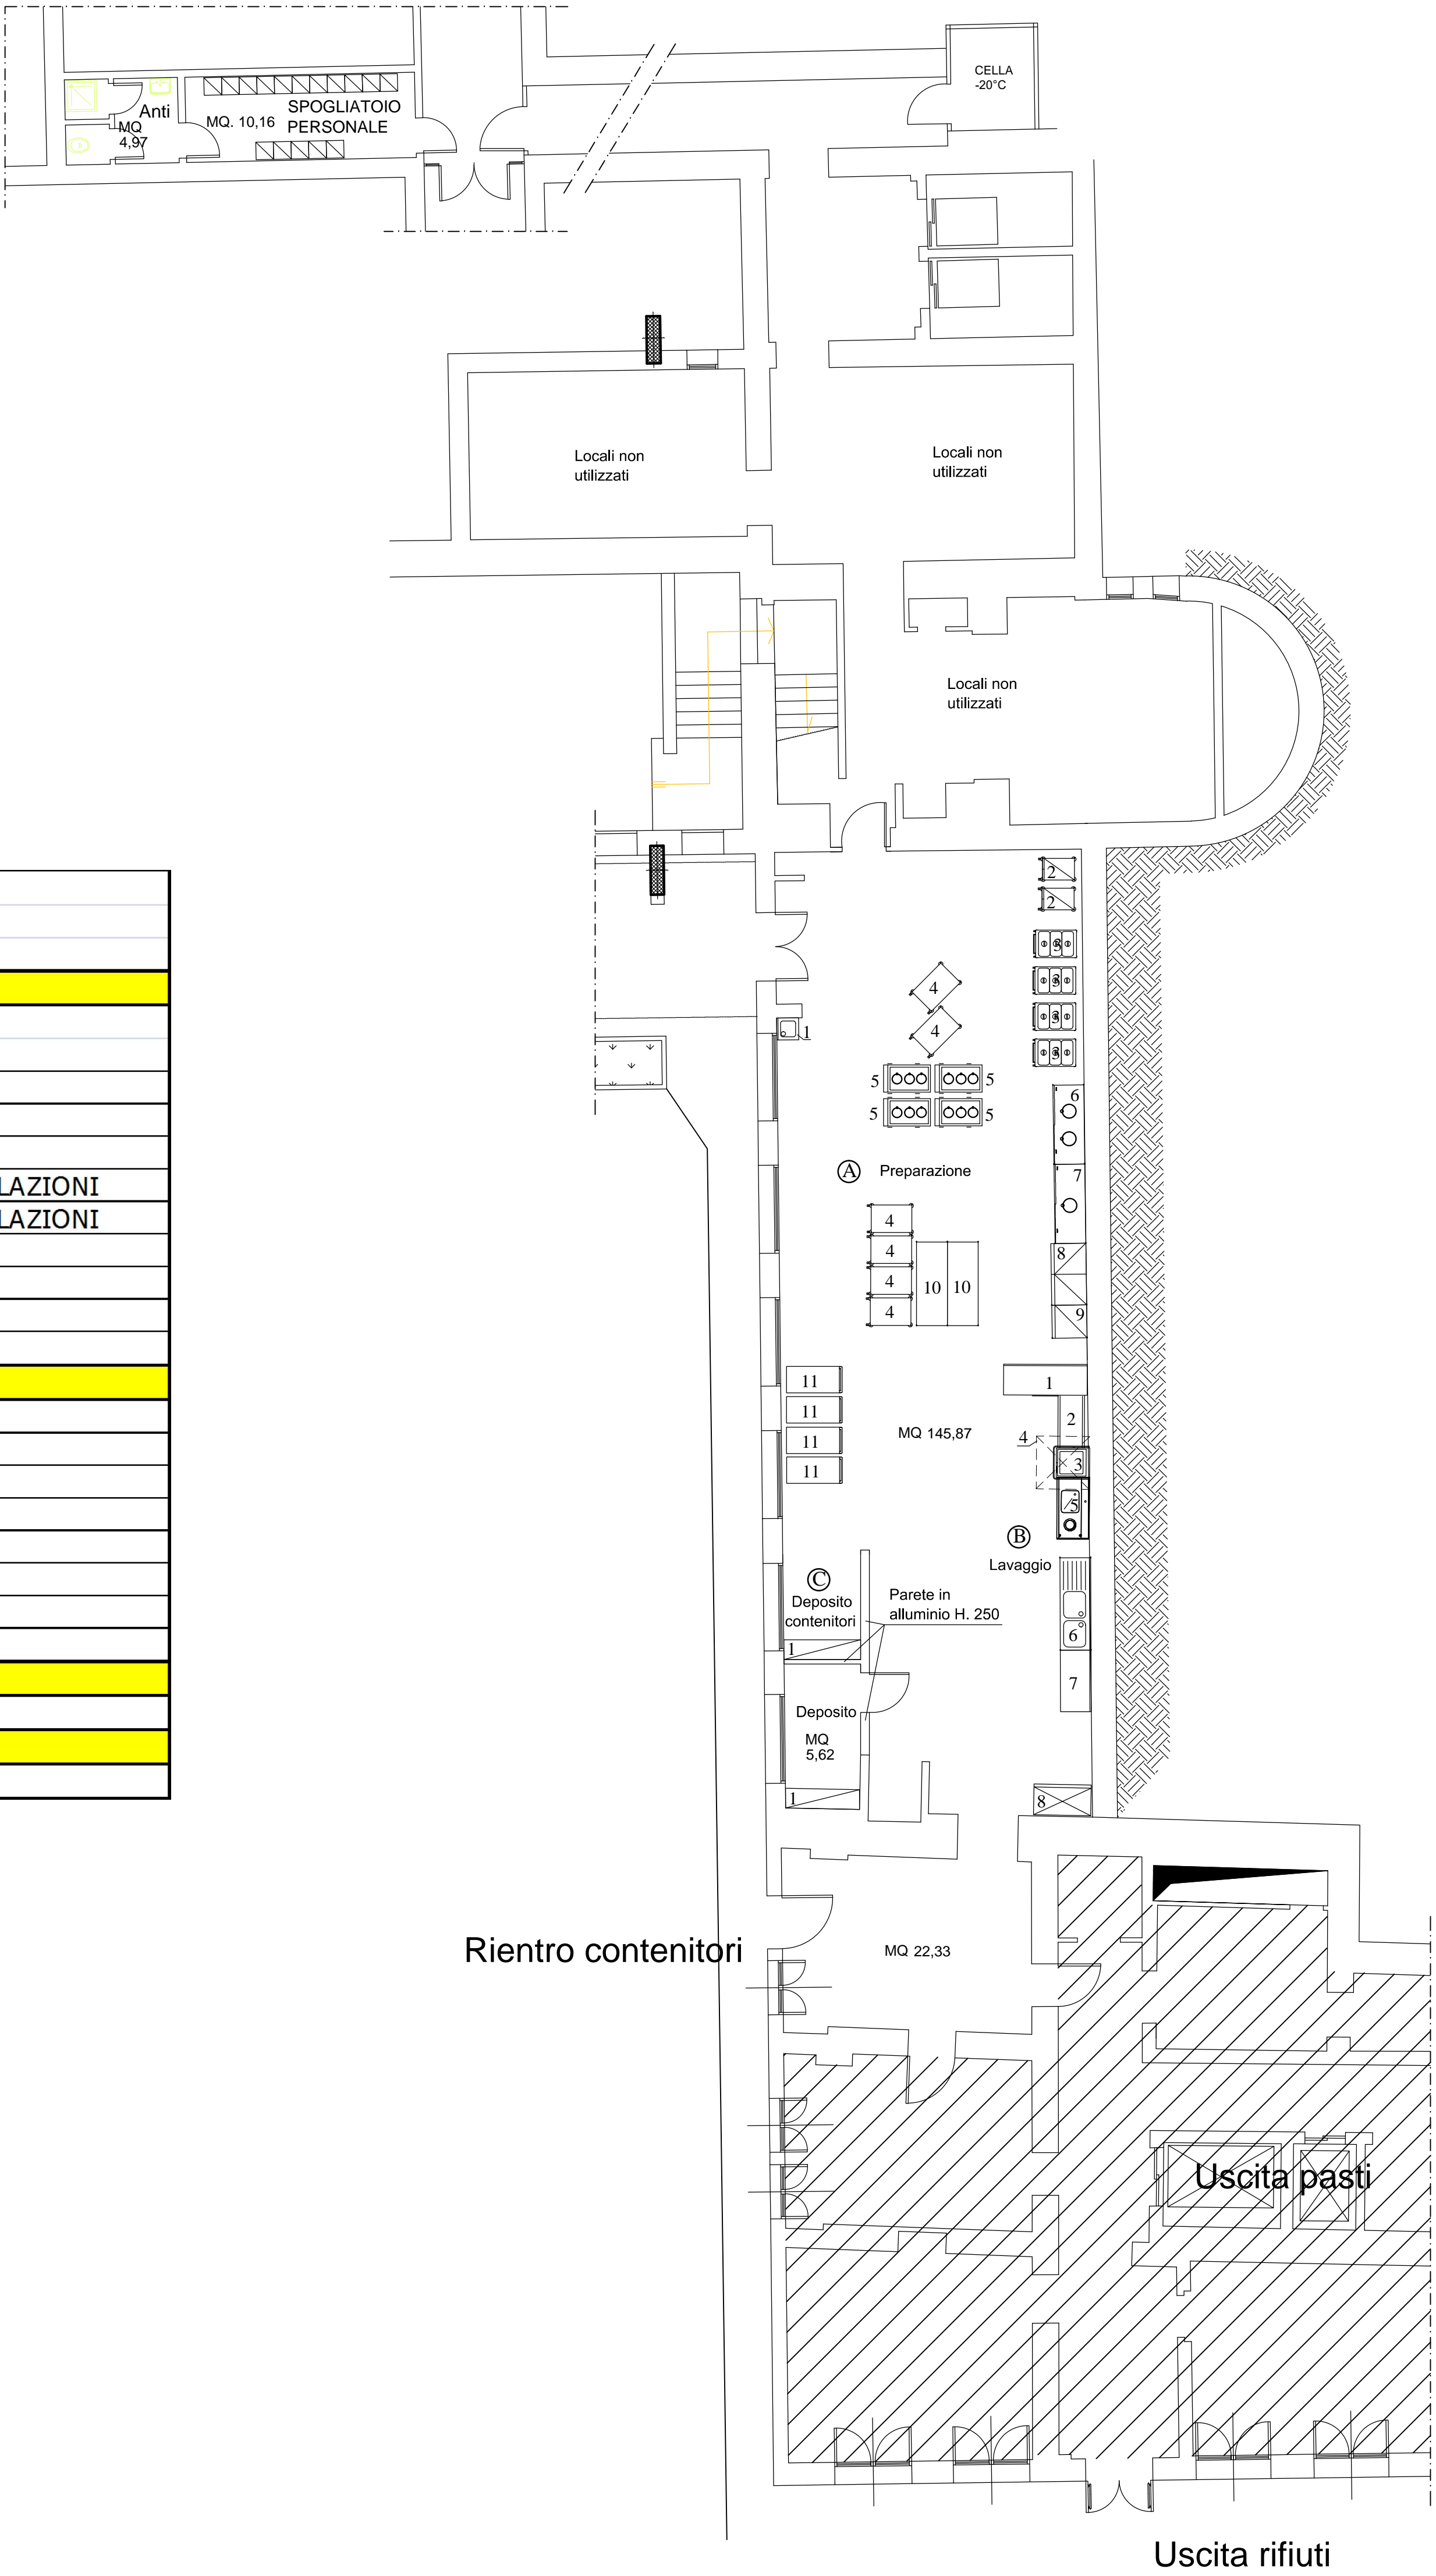 CELLA
-20°C
Anti
MQ
4,97
MQ. 10,16
SPOGLIATOIO
PERSONALE
Locali non
utilizzati
Locali non
utilizzati
Locali non
utilizzati
2
2
3
3
3
3
4
4
1
5
5
5
5
6
A
Preparazione
7
4
4
4
4
10
10
8
9
LAZIONI
LAZIONI
11
11
11
11
1
2
MQ 145,87
4
3
5
B
Lavaggio
C
Deposito
contenitori
Parete in
alluminio H. 250
1
6
7
Deposito
MQ
5,62
1
8
Rientro contenitori
MQ 22,33
Uscita pasti
Uscita rifiuti